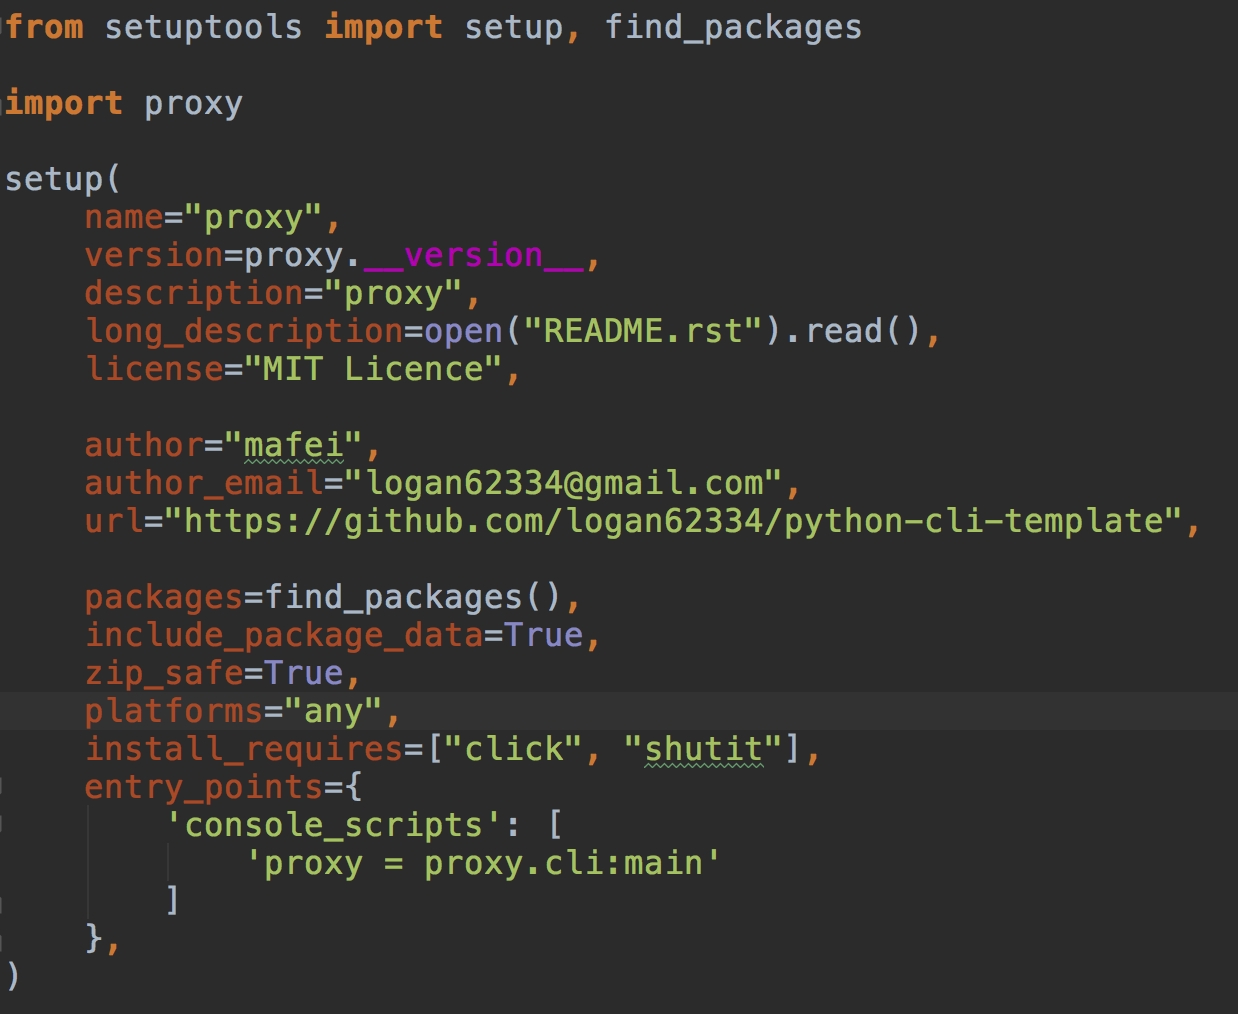 from setuptools import setup, find_packages
import proxy
setup(
    name="proxy",
    version=proxy.__version__,
    description="proxy",
    long_description=open("README.rst").read(),
    license="MIT Licence",
    author="mafei",
    author_email="logan62334@gmail.com",
    url="https://github.com/logan62334/python-cli-template",
    packages=find_packages(),
    include_package_data=True,
    zip_safe=True,
    platforms="any",
    install_requires=["click", "shutit"],
    entry_points={
        'console_scripts': [
            'proxy = proxy.cli:main'
        ]
    },
)